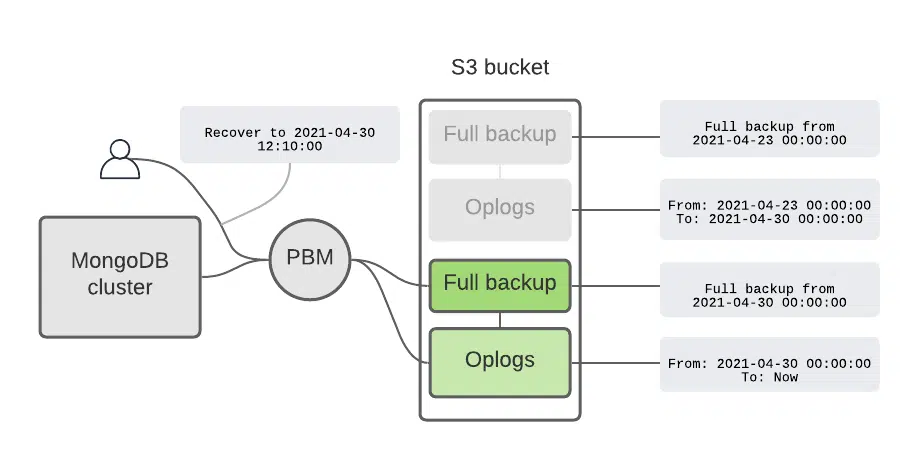 S3 bucket
Recover to 2021-04-30
12:10:00
MongoDB
cluster
PBM
Full backup
Full backup from
2021-04-23 00:00:00
Oplogs
From: 2021-04-23 00:00:00
To: 2021-04-30 00:00:00
Full backup
Full backup from
2021-04-30 00:00:00
Oplogs
From: 2021-04-30 00:00:00
To: Now